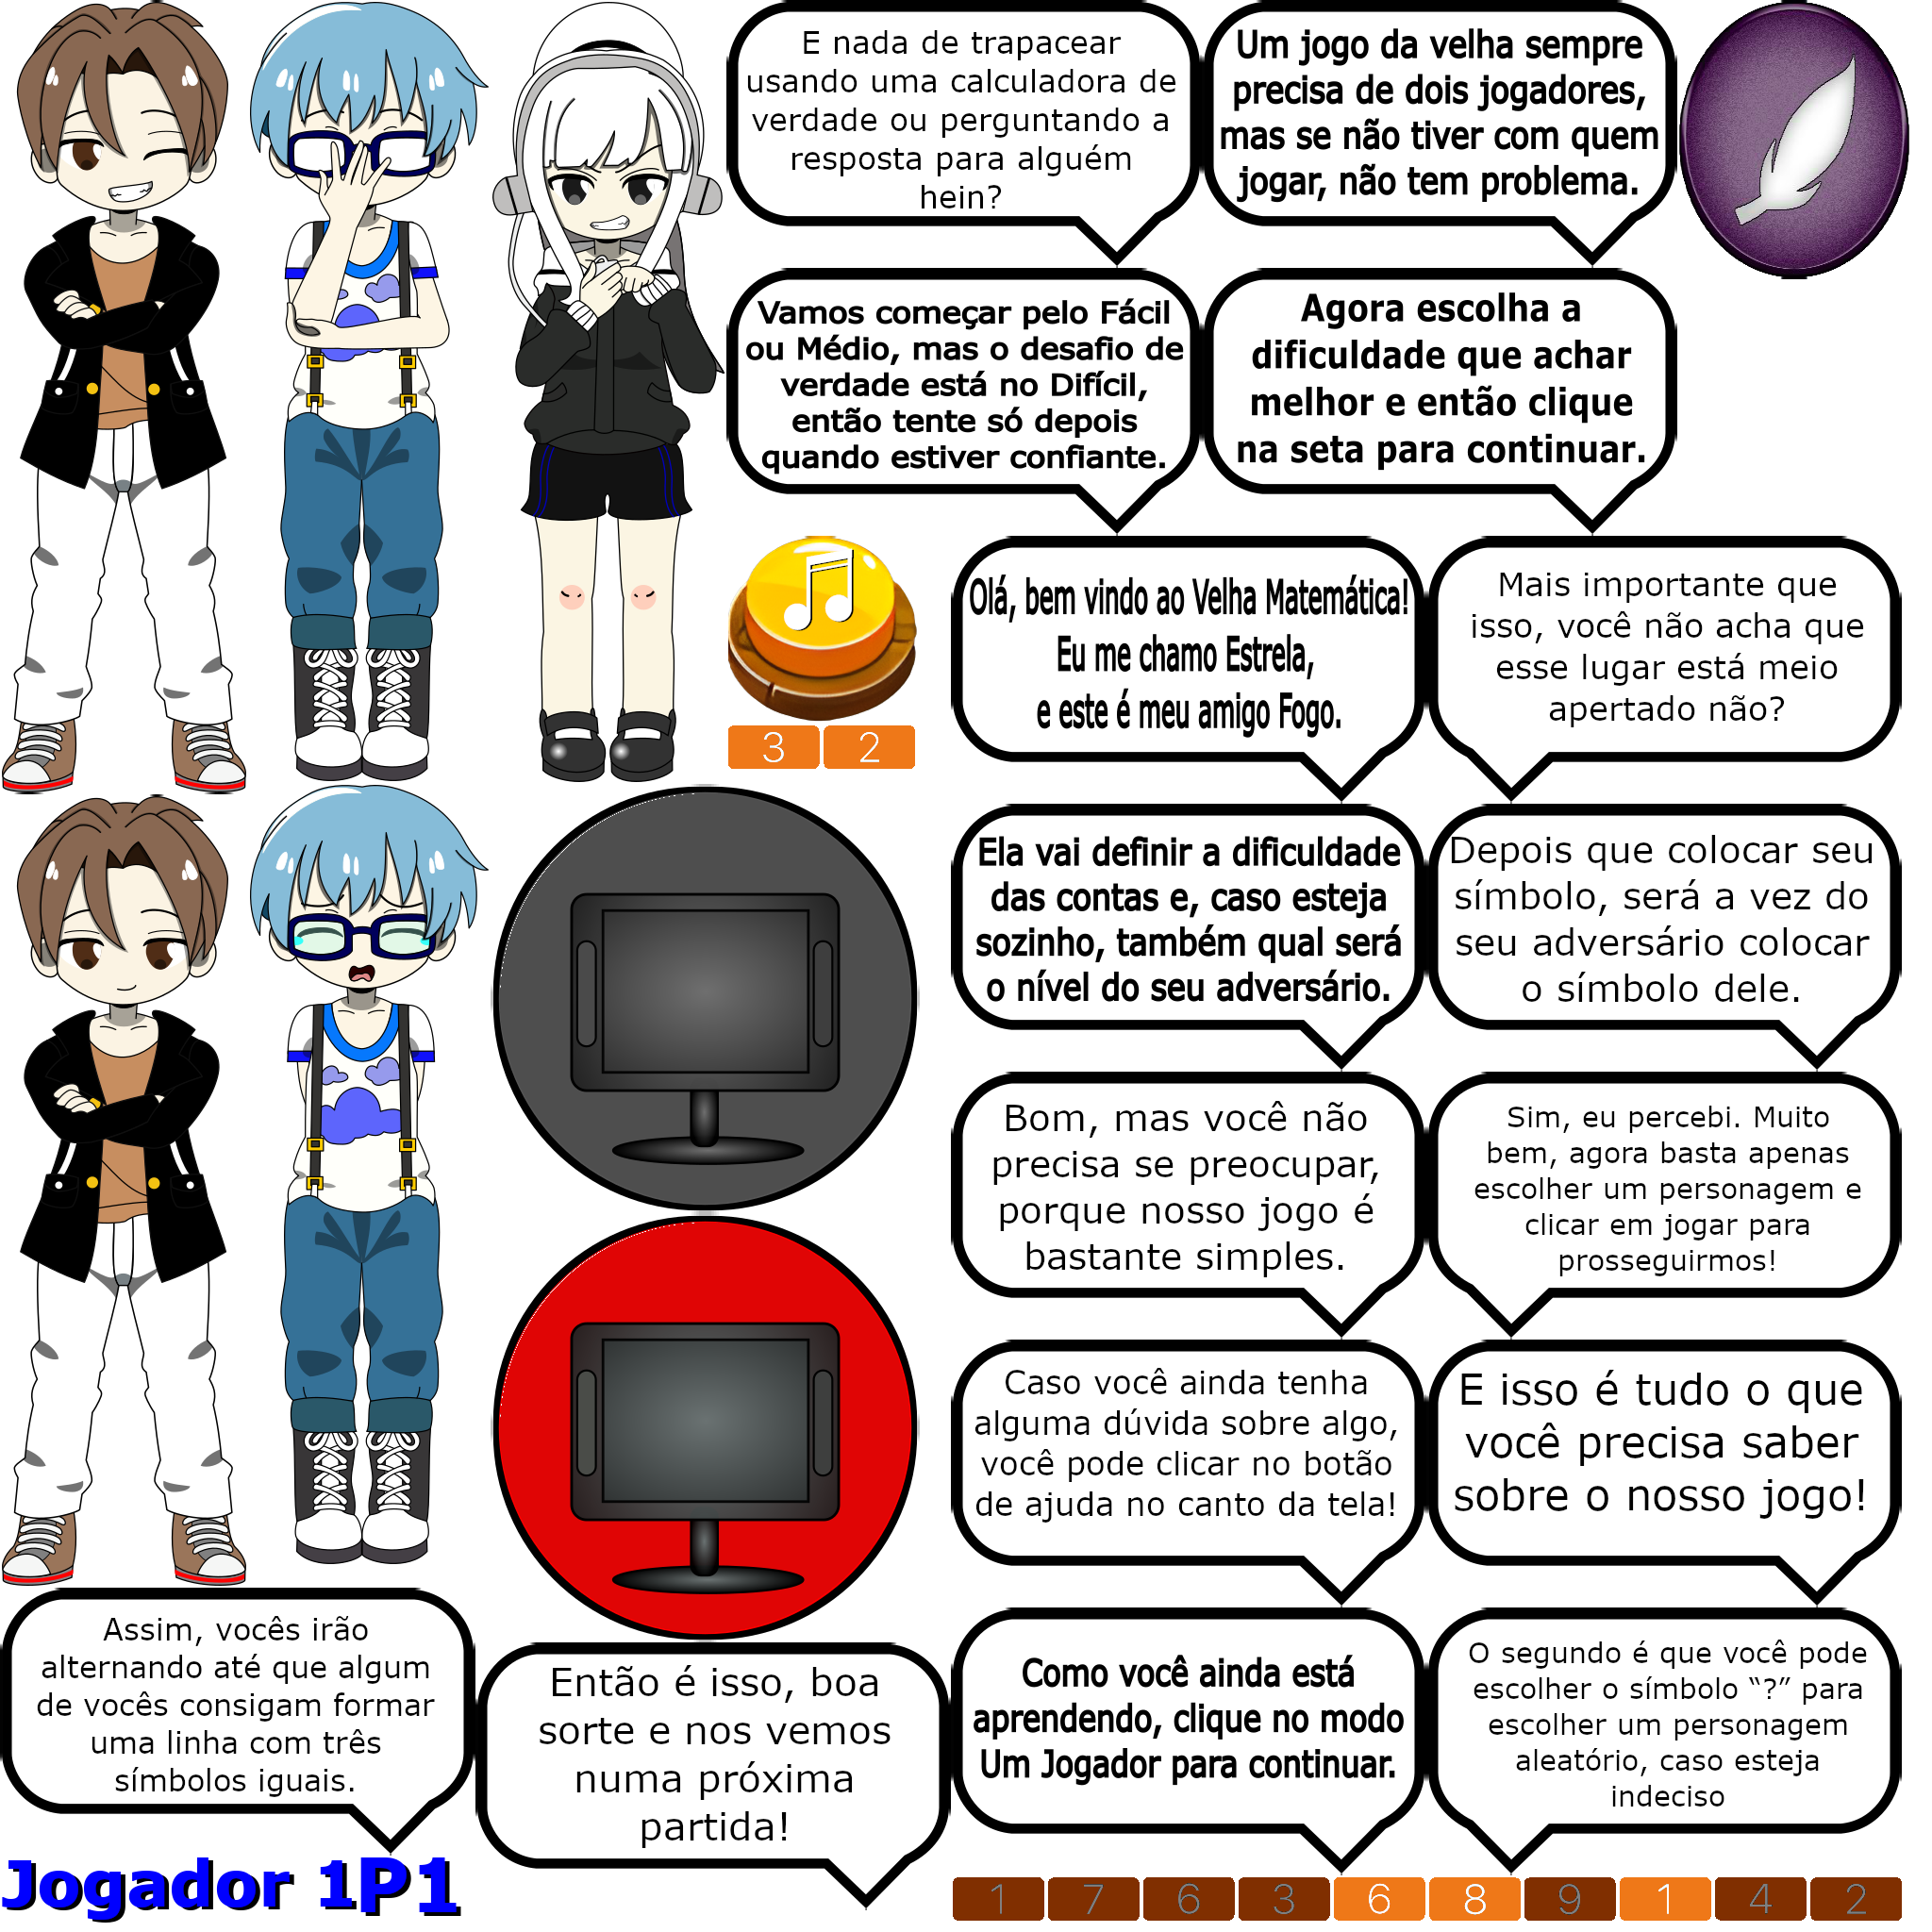 E nada de trapacear
usando uma calculadora de
verdade ou perguntando a
resposta para alguém
hein?
Um jogo da velha sempre
precisa de dois jogadores,
mas se não tiver com quem
jogar, não tem problema.
Vamos começar pelo Fácil
ou Médio, mas o desafio de
verdade está no Difícil,
então tente só depois
quando estiver confiante.
Agora escolha a
dificuldade que achar
melhor e então clique
na seta para continuar.
3 2
Olá, bem vindo ao Velha Matemática!
Eu me chamo Estrela,
e este é meu amigo Fogo.
Mais importante que
isso, você não acha que
esse lugar está meio
apertado não?
Ela vai definir a dificuldade
das contas e, caso esteja
sozinho, também qual será
o nível do seu adversário.
Depois que colocar seu
símbolo, será a vez do
seu adversário colocar
o símbolo dele.
Bom, mas você não
precisa se preocupar,
porque nosso jogo é
bastante simples.
Sim, eu percebi. Muito
bem, agora basta apenas
escolher um personagem e
clicar em jogar para
prosseguirmos!
Caso você ainda tenha
alguma dúvida sobre algo,
você pode clicar no botão
de ajuda no canto da tela!
E isso é tudo o que
você precisa saber
sobre o nosso jogo!
Assim, vocês irão
alternando até que algum
de vocês consigam formar
uma linha com três
símbolos iguais.
Então é isso, boa
sorte e nos vemos
numa próxima
partida!
Como você ainda está
aprendendo, clique no modo
Um Jogador para continuar.
O segundo é que você pode
escolher o símbolo “?” para
escolher um personagem
aleatório, caso esteja
indeciso
Jogador 1P1
1 7 6 3 6 8 9 1 4 2